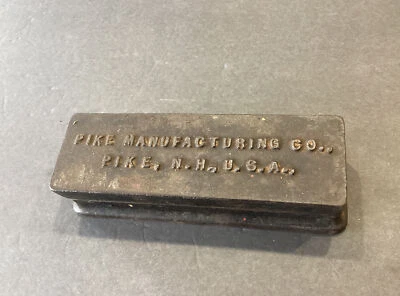 PIKE MANUFACTURING CO.,
PIKE, N.H., U.S.A.,